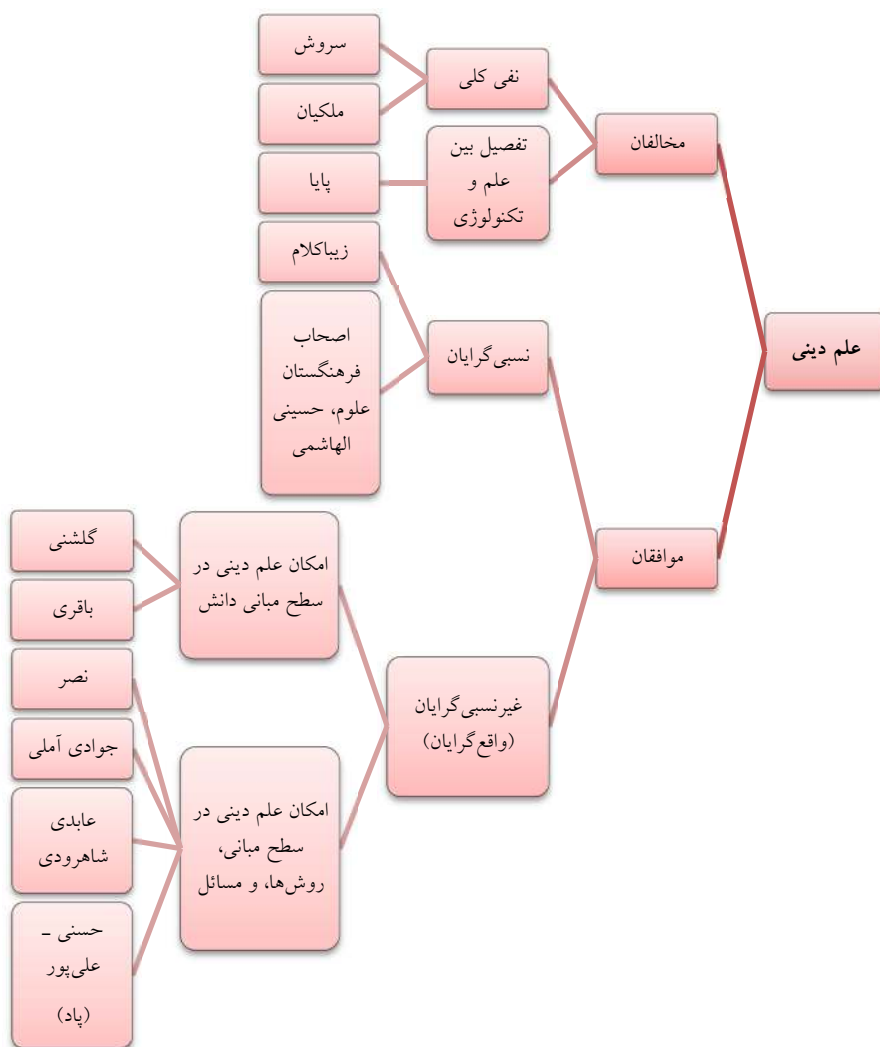 علم دینی
مخالفان
نفی کلی
سروش
ملکیان
تفصیل بین
علم و
تکنولوژی
پایا
موافقان
نسبی‌گرایان
زیباکلام
اصحاب
فرهنگستان
علوم، حسینی
الهاشمی
غیرنسبی‌گرایان
(واقع‌گرایان)
امکان علم دینی در
سطح مبانی دانش
گلشنی
باقری
امکان علم دینی در
سطح مبانی،
روش‌ها، و مسائل
نصر
جوادی آملی
عابدی
شاهرودی
حسنی ـ
علی‌پور
(پاد)